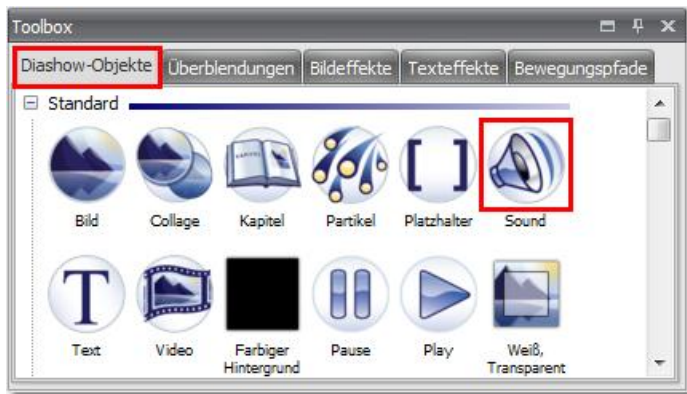 Toolbox
Diashow-Objekte Überblendungen Bildeffekte Texteffekte Bewegungspfade
Standard
Bild Collage Kapitel Partikel Platzhalter Sound
Text Video Farbiger Hintergrund Pause Play Weiß, Transparent